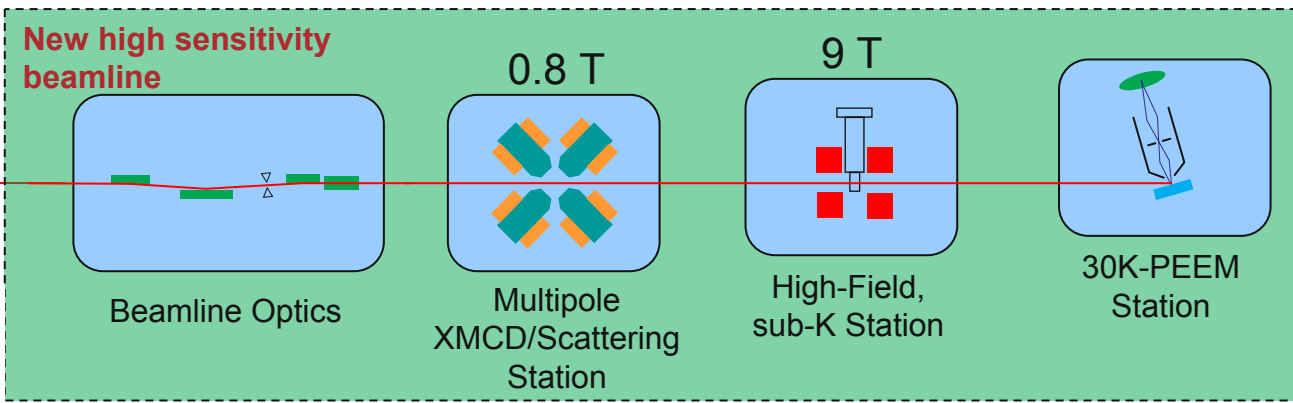 New high sensitivity
beamline
0.8 T
9 T
Beamline Optics
Multipole
XMCD/Scattering
Station
High-Field,
sub-K Station
30K-PEEM
Station